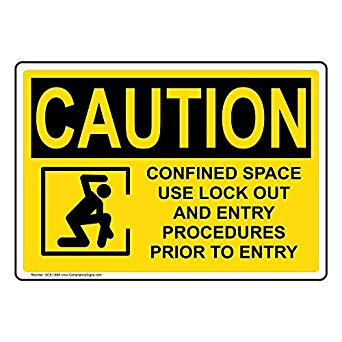 CAUTION
CONFINED SPACE
USE LOCK OUT
AND ENTRY
PROCEDURES
PRIOR TO ENTRY